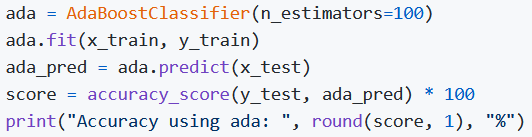 ada = AdaBoostClassifier(n_estimators=100)
ada.fit(x_train, y_train)
ada_pred = ada.predict(x_test)
score = accuracy_score(y_test, ada_pred) * 100
print("Accuracy using ada: ", round(score, 1), "%")